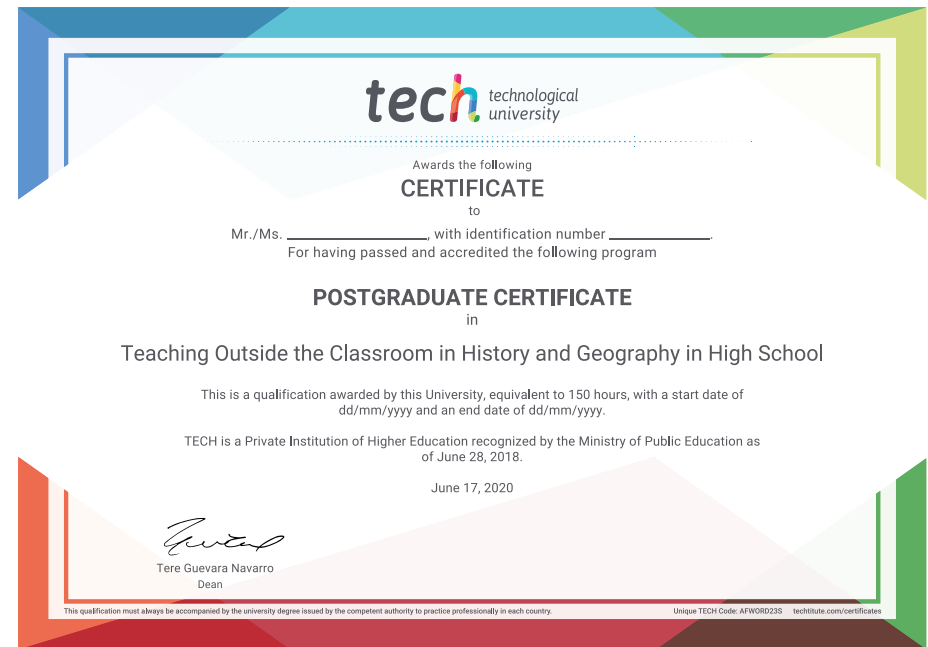 tech technological
university
Awards the following
CERTIFICATE
to
Mr./Ms. ________________, with identification number ____________.
For having passed and accredited the following program
POSTGRADUATE CERTIFICATE
in
Teaching Outside the Classroom in History and Geography in High School
This is a qualification awarded by this University, equivalent to 150 hours, with a start date of
dd/mm/yyyy and an end date of dd/mm/yyyy.
TECH is a Private Institution of Higher Education recognized by the Ministry of Public Education as
of June 28, 2018.
June 17, 2020
Tere Guevara Navarro
Dean
This qualification must always be accompanied by the university degree issued by the competent authority to practice professionally in each country. Unique TECH Code: AFWORD23S techtitute.com/certificates